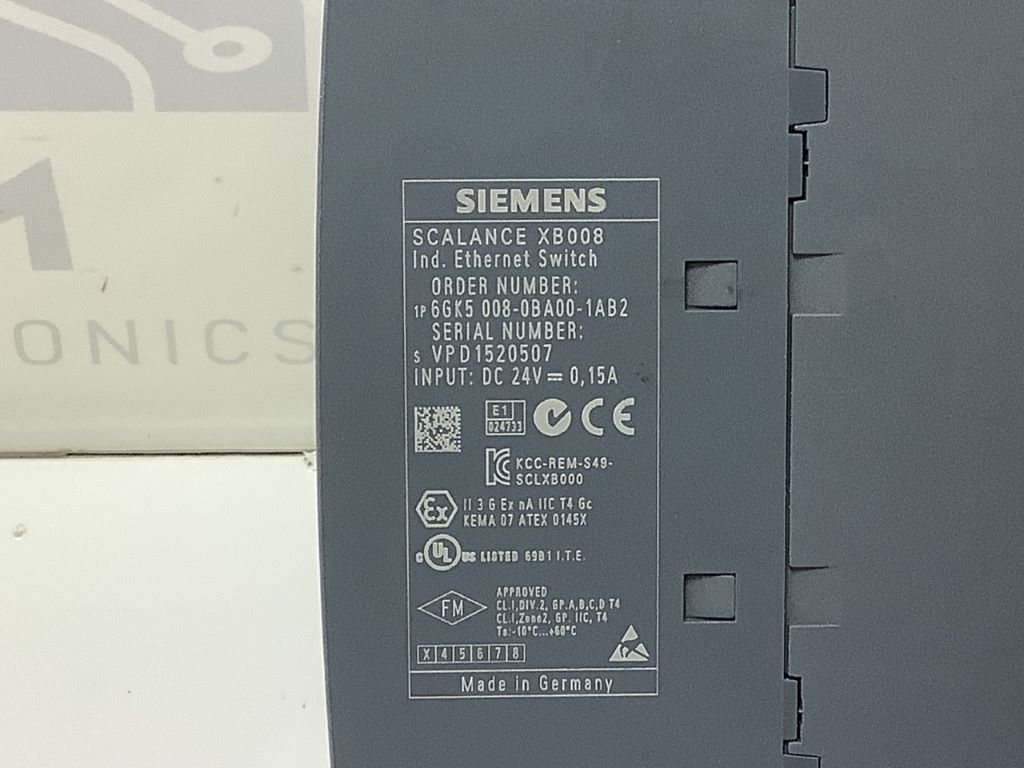 M
ONICS
SIEMENS
SCALANCE XB008
Ind. Ethernet Switch
ORDER NUMBER:
1P 6GK5 008-0BA00-1AB2
SERIAL NUMBER:
S VPD1520507
INPUT: DC 24V ⎓ 0,15A
E1
024733
CE
KCC-REM-S49-
SCLXB000
Ex II 3 G Ex nA IIC T4 Gc
KEMA 07 ATEX 0145X
c UL US LISTED 69B1 I.T.E.
FM
APPROVED
CL.I,DIV.2, GP.A,B,C,D T4
CL.I,Zone2, GP. IIC, T4
Ta:-10°C...+60°C
X 4 5 6 7 8
Made in Germany